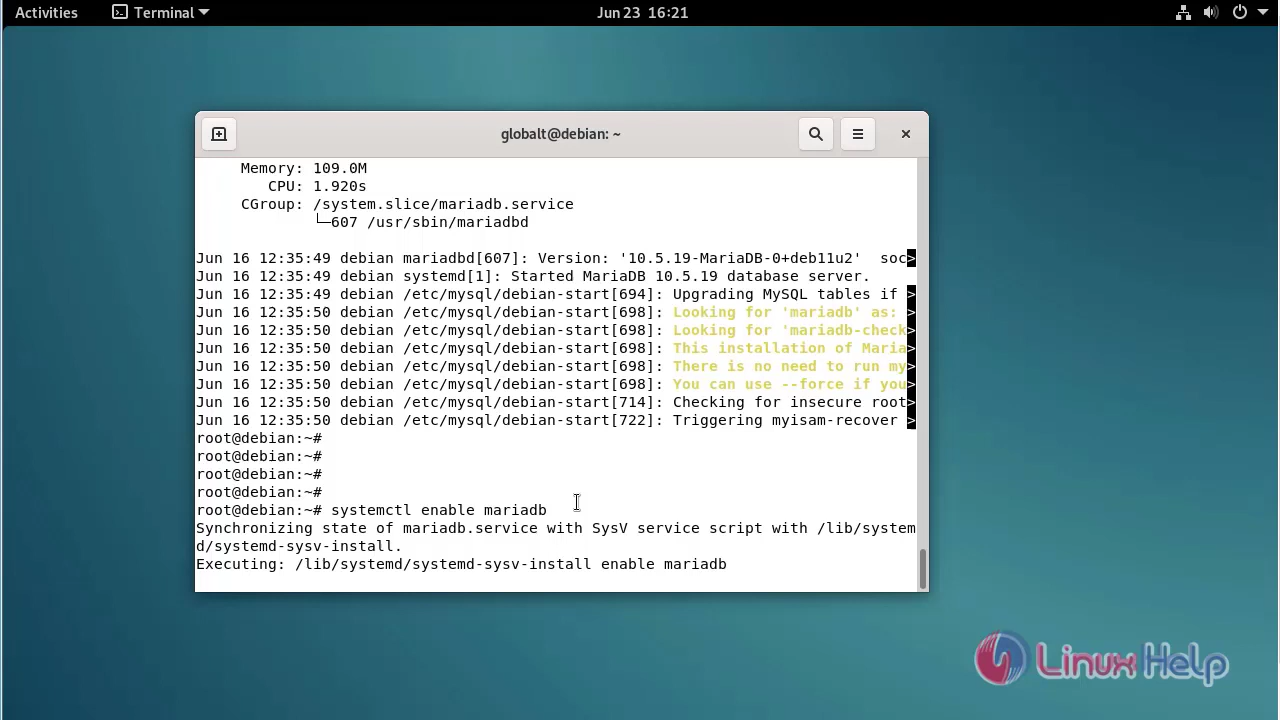 Activities Terminal Jun 23 16:21
globalt@debian: ~
Memory: 109.0M
CPU: 1.920s
CGroup: /system.slice/mariadb.service
└─607 /usr/sbin/mariadbd
Jun 16 12:35:49 debian mariadbd[607]: Version: '10.5.19-MariaDB-0+deb11u2'  soc>
Jun 16 12:35:49 debian systemd[1]: Started MariaDB 10.5.19 database server.
Jun 16 12:35:49 debian /etc/mysql/debian-start[694]: Upgrading MySQL tables if >
Jun 16 12:35:50 debian /etc/mysql/debian-start[698]: Looking for 'mariadb' as: >
Jun 16 12:35:50 debian /etc/mysql/debian-start[698]: Looking for 'mariadb-check>
Jun 16 12:35:50 debian /etc/mysql/debian-start[698]: This installation of Maria>
Jun 16 12:35:50 debian /etc/mysql/debian-start[698]: There is no need to run my>
Jun 16 12:35:50 debian /etc/mysql/debian-start[698]: You can use --force if you>
Jun 16 12:35:50 debian /etc/mysql/debian-start[714]: Checking for insecure root>
Jun 16 12:35:50 debian /etc/mysql/debian-start[722]: Triggering myisam-recover >
root@debian:~#
root@debian:~#
root@debian:~#
root@debian:~#
root@debian:~# systemctl enable mariadb
Synchronizing state of mariadb.service with SysV service script with /lib/system
d/systemd-sysv-install.
Executing: /lib/systemd/systemd-sysv-install enable mariadb
Linux Help